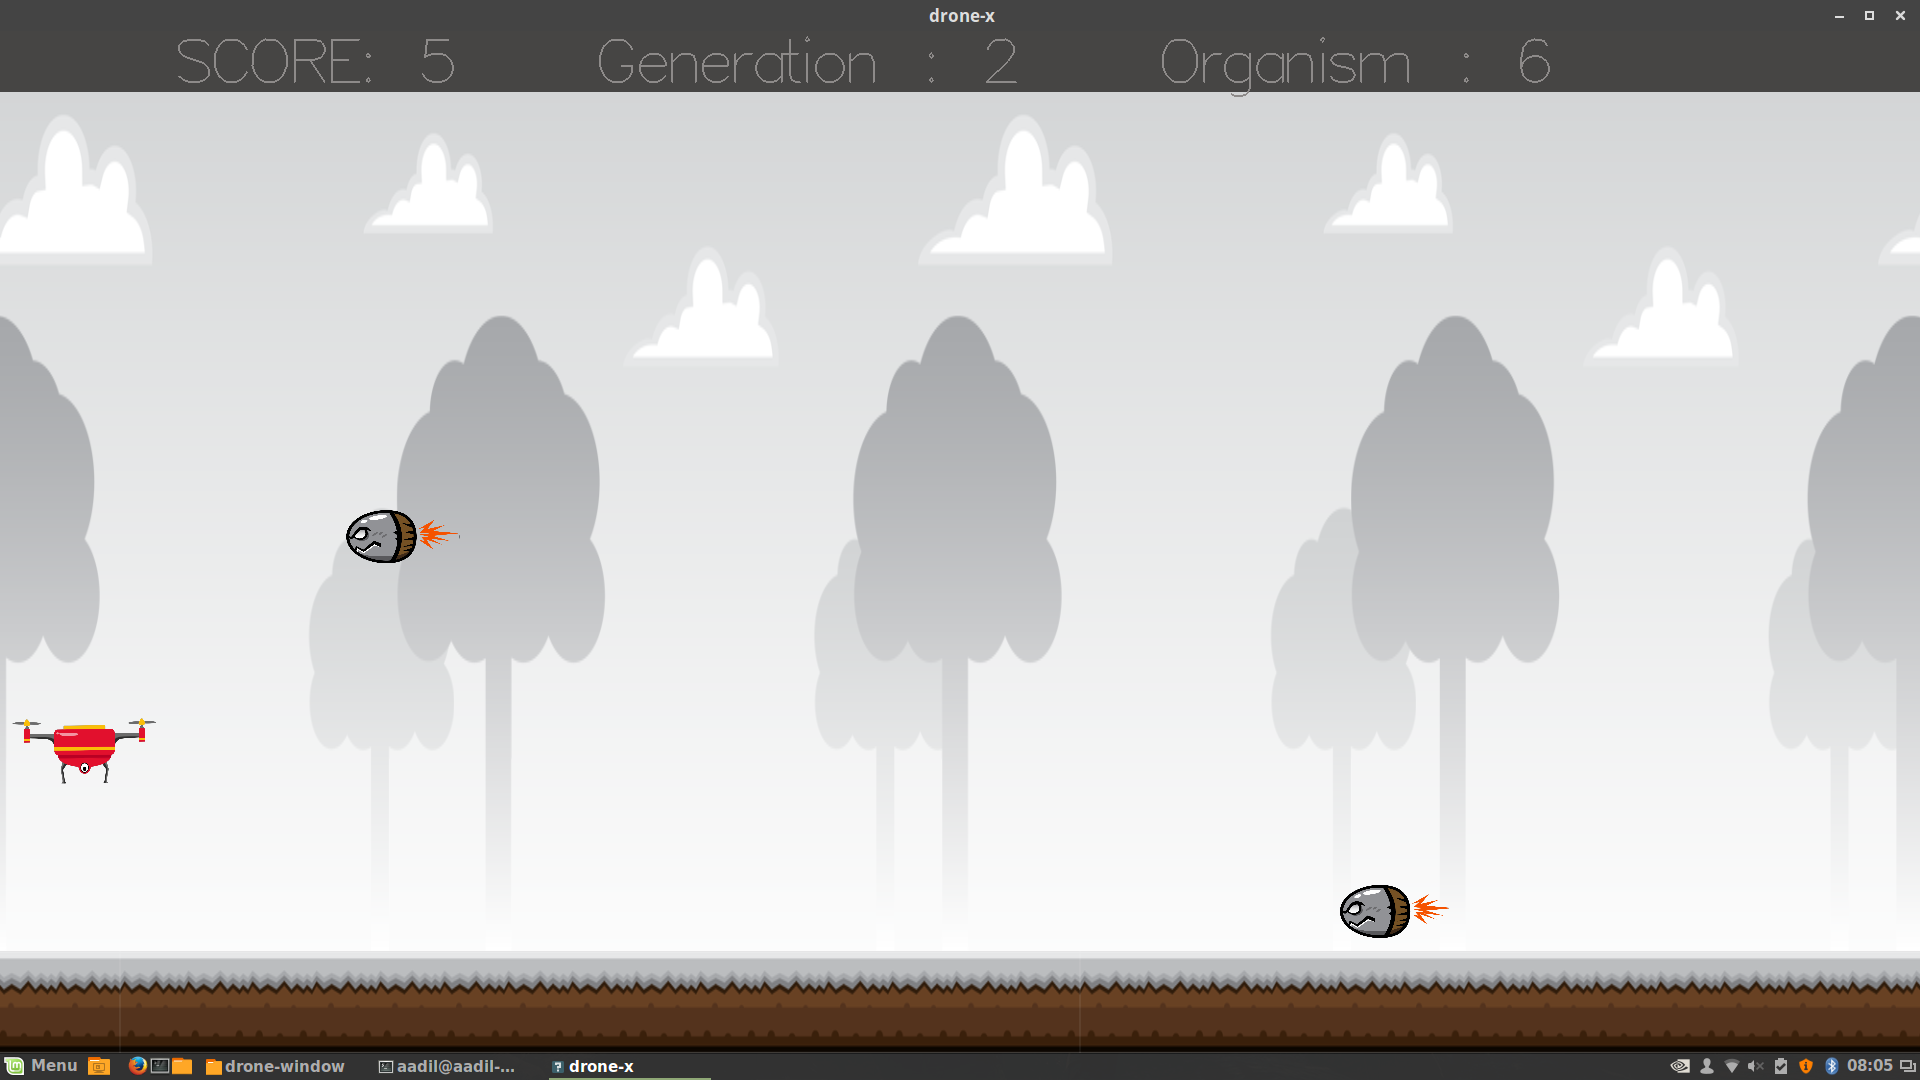 drone-x
SCORE: 5 Generation : 2 Organism : 6
Menu drone-window aadil@aadil-... drone-x 08:05